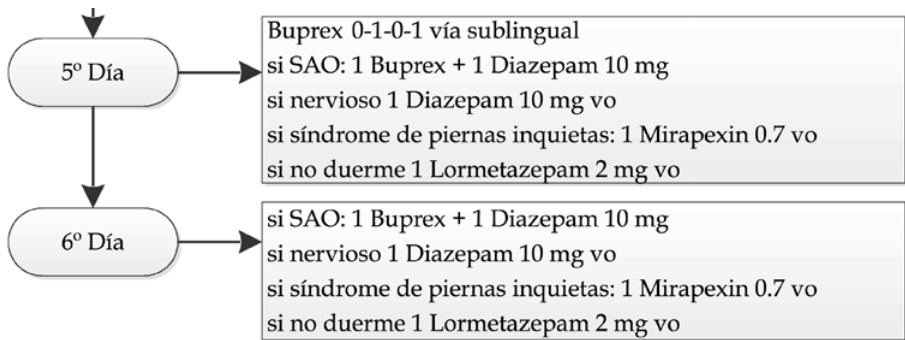 5º Día
Buprex 0-1-0-1 vía sublingual
si SAO: 1 Buprex + 1 Diazepam 10 mg
si nervioso 1 Diazepam 10 mg vo
si síndrome de piernas inquietas: 1 Mirapexin 0.7 vo
si no duerme 1 Lormetazepam 2 mg vo
6º Día
si SAO: 1 Buprex + 1 Diazepam 10 mg
si nervioso 1 Diazepam 10 mg vo
si síndrome de piernas inquietas: 1 Mirapexin 0.7 vo
si no duerme 1 Lormetazepam 2 mg vo